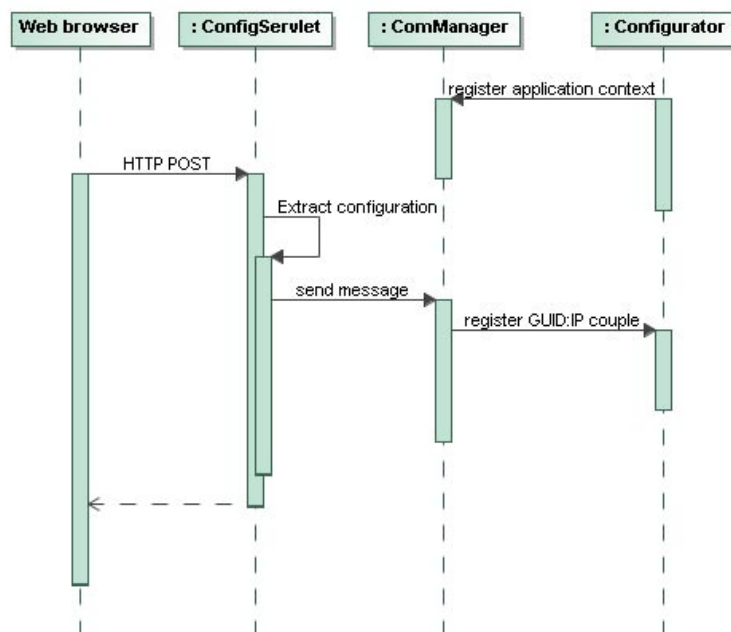 Web browser
: ConfigServlet
: ComManager
: Configurator
register application context
HTTP POST
Extract configuration
send message
register GUID:IP couple